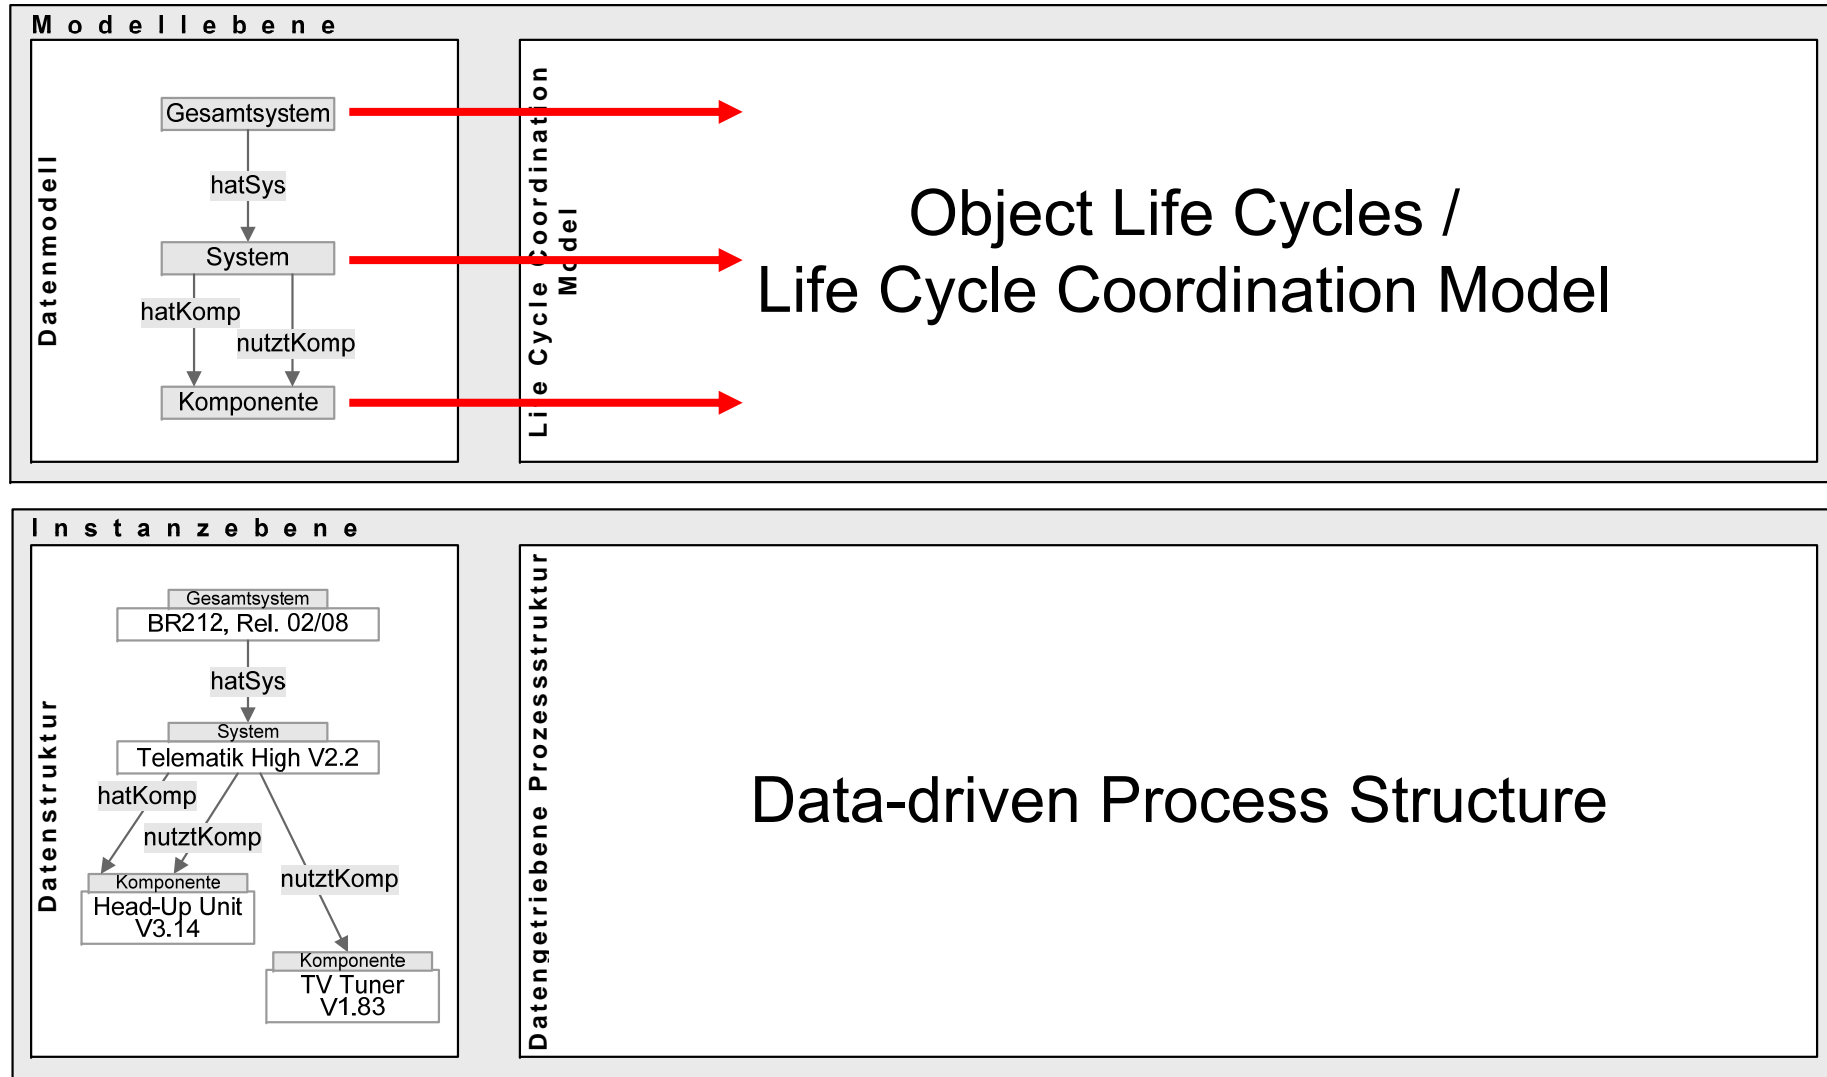 Modellebene
Datenmodell
Gesamtsystem
hatSys
System
hatKomp
nutztKomp
Komponente
Life Cycle Coordination
Model
Object Life Cycles /
Life Cycle Coordination Model
Instanzebene
Datenstruktur
Gesamtsystem
BR212, Rel. 02/08
hatSys
System
Telematik High V2.2
hatKomp
nutztKomp
nutztKomp
Komponente
Head-Up Unit
V3.14
Komponente
TV Tuner
V1.83
Datengetriebene Prozessstruktur
Data-driven Process Structure